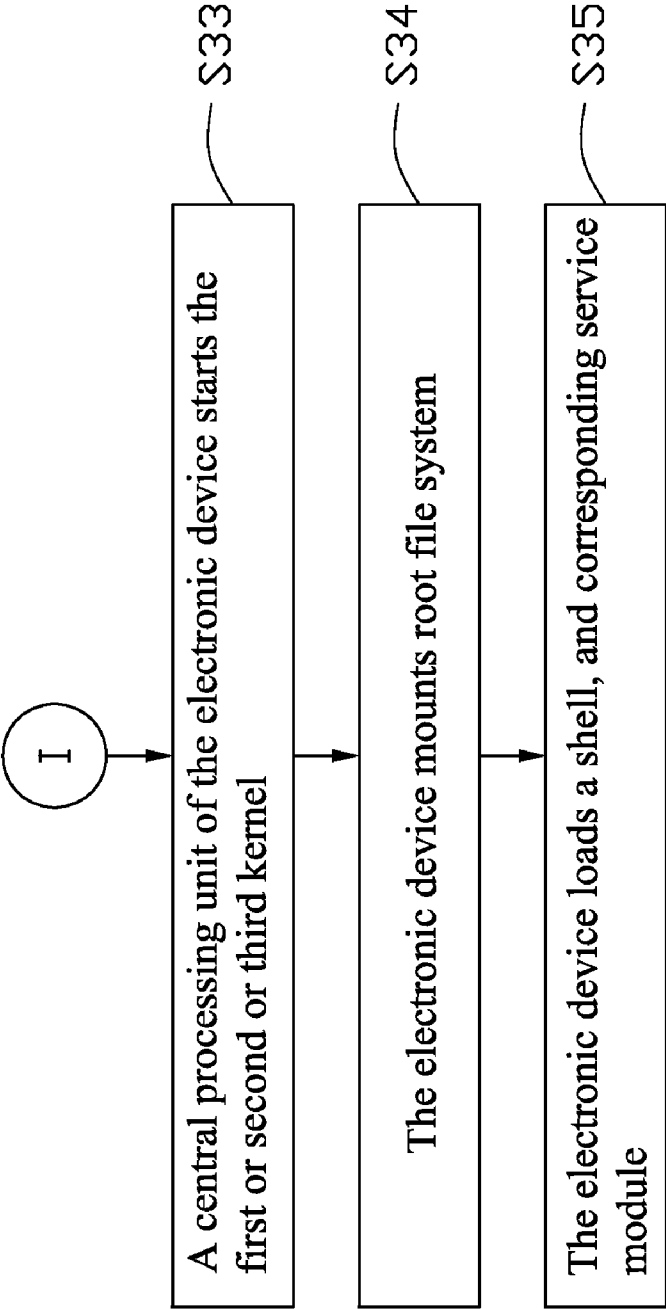 I
A central processing unit of the electronic device starts the
first or second or third kernel
S33
The electronic device mounts root file system
S34
The electronic device loads a shell, and corresponding service
module
S35